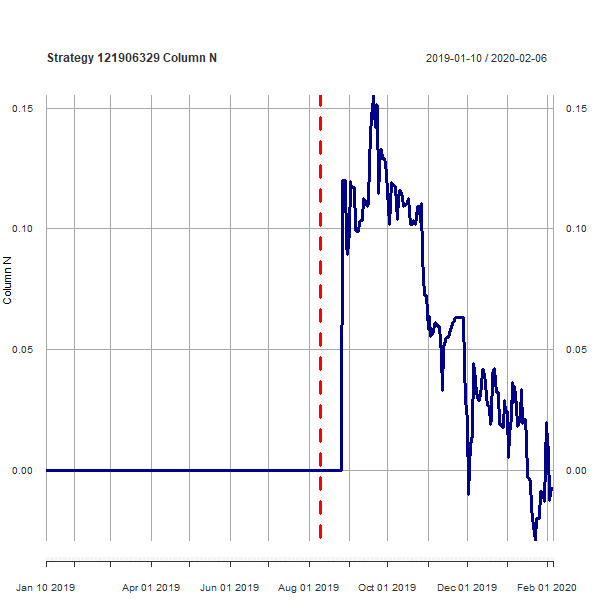 Strategy 121906329 Column N
2019-01-10 / 2020-02-06
0.15
0.15
0.10
0.10
Column N
0.05
0.05
0.00
0.00
Jan 10 2019
Apr 01 2019
Jun 01 2019
Aug 01 2019
Oct 01 2019
Dec 01 2019
Feb 01 2020